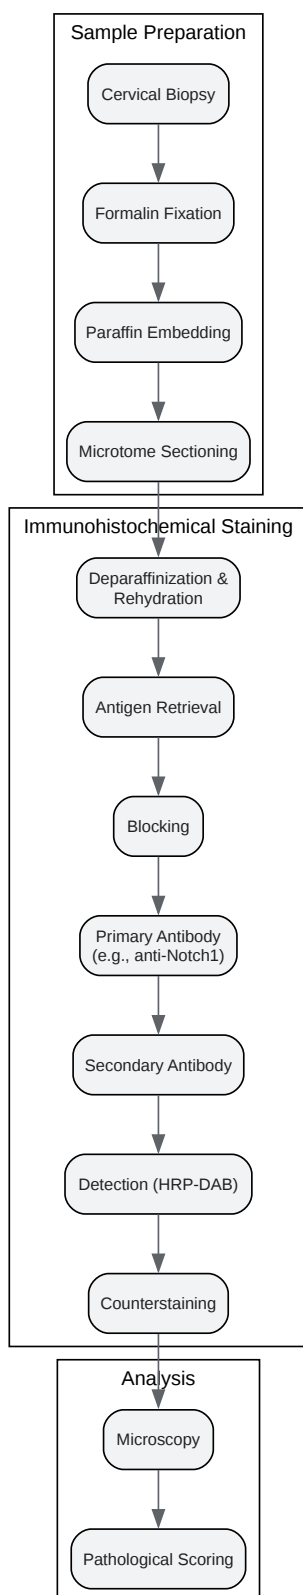 Sample Preparation
Cervical Biopsy
Formalin Fixation
Paraffin Embedding
Microtome Sectioning
Immunohistochemical Staining
Deparaffinization &
Rehydration
Antigen Retrieval
Blocking
Primary Antibody
(e.g., anti-Notch1)
Secondary Antibody
Detection (HRP-DAB)
Counterstaining
Analysis
Microscopy
Pathological Scoring